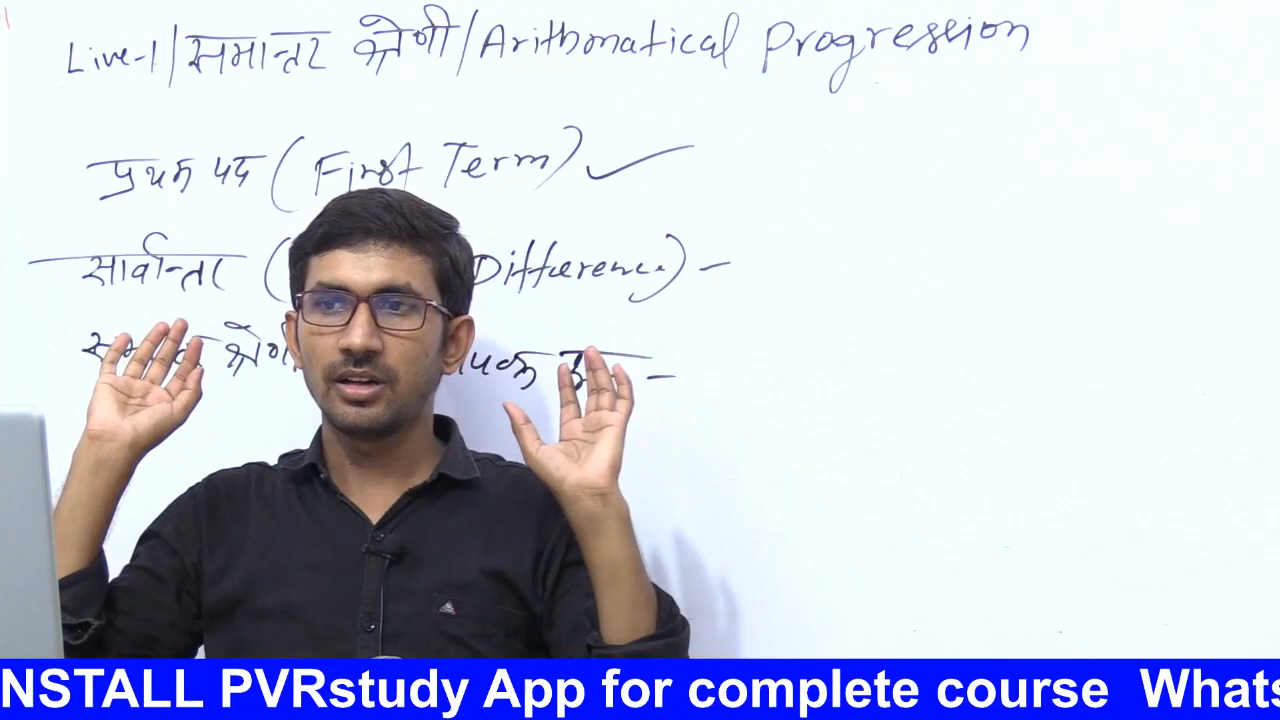 Live-1/समान्तर श्रेणी/Arithmatical Progression
प्रथम पद (First Term) ✓
सार्वान्तर ( Difference) -
श्रेणी -
NSTALL PVRstudy App for complete course Whats